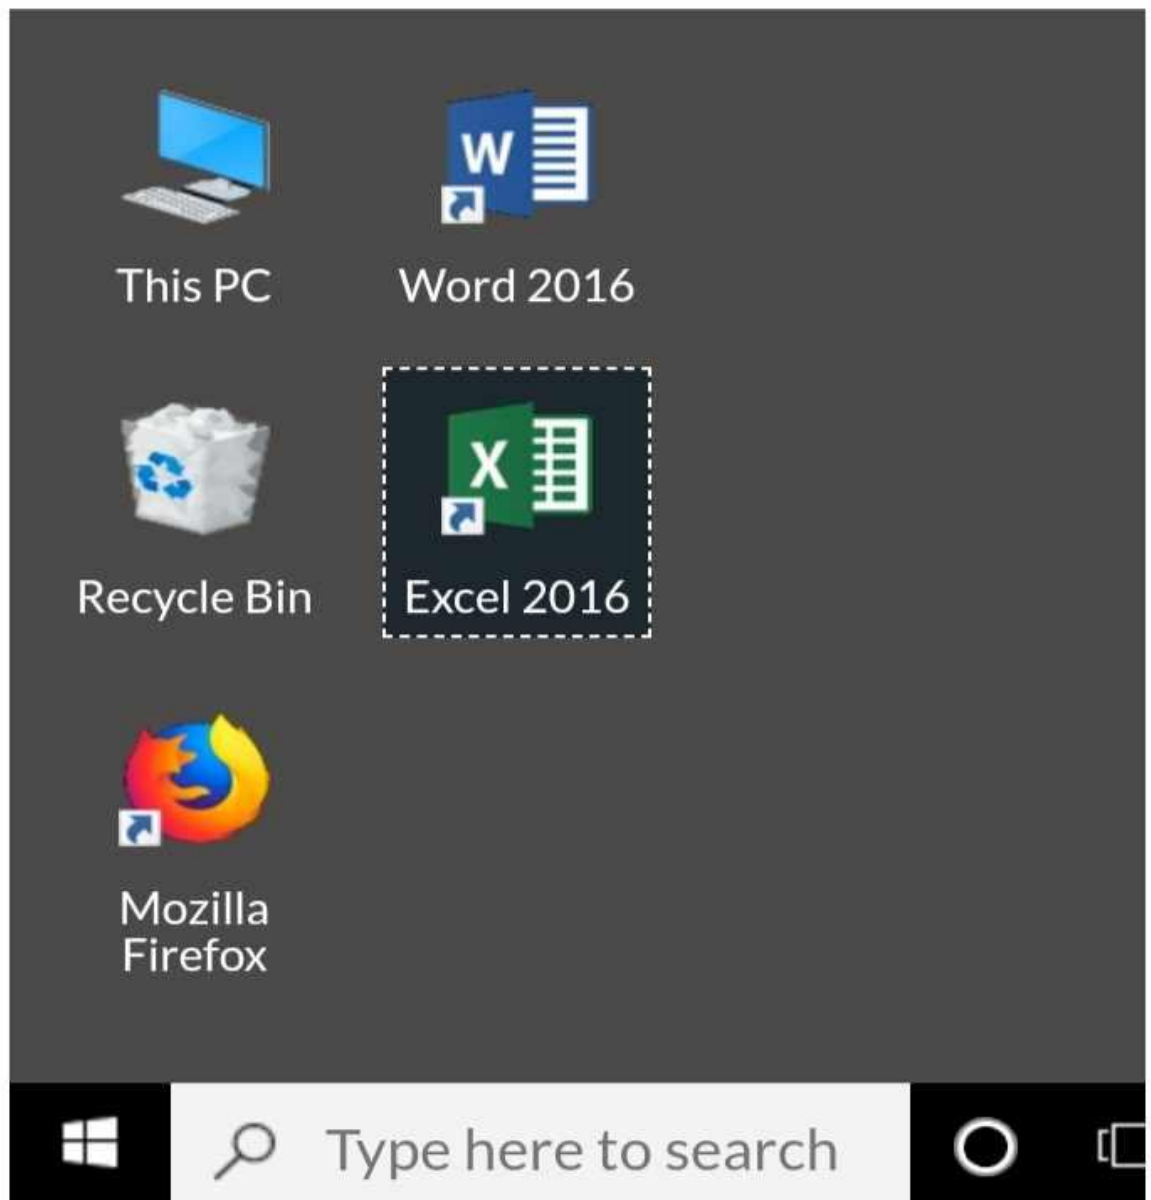 This PC
Word 2016
Recycle Bin
Excel 2016
Mozilla
Firefox
Type here to search